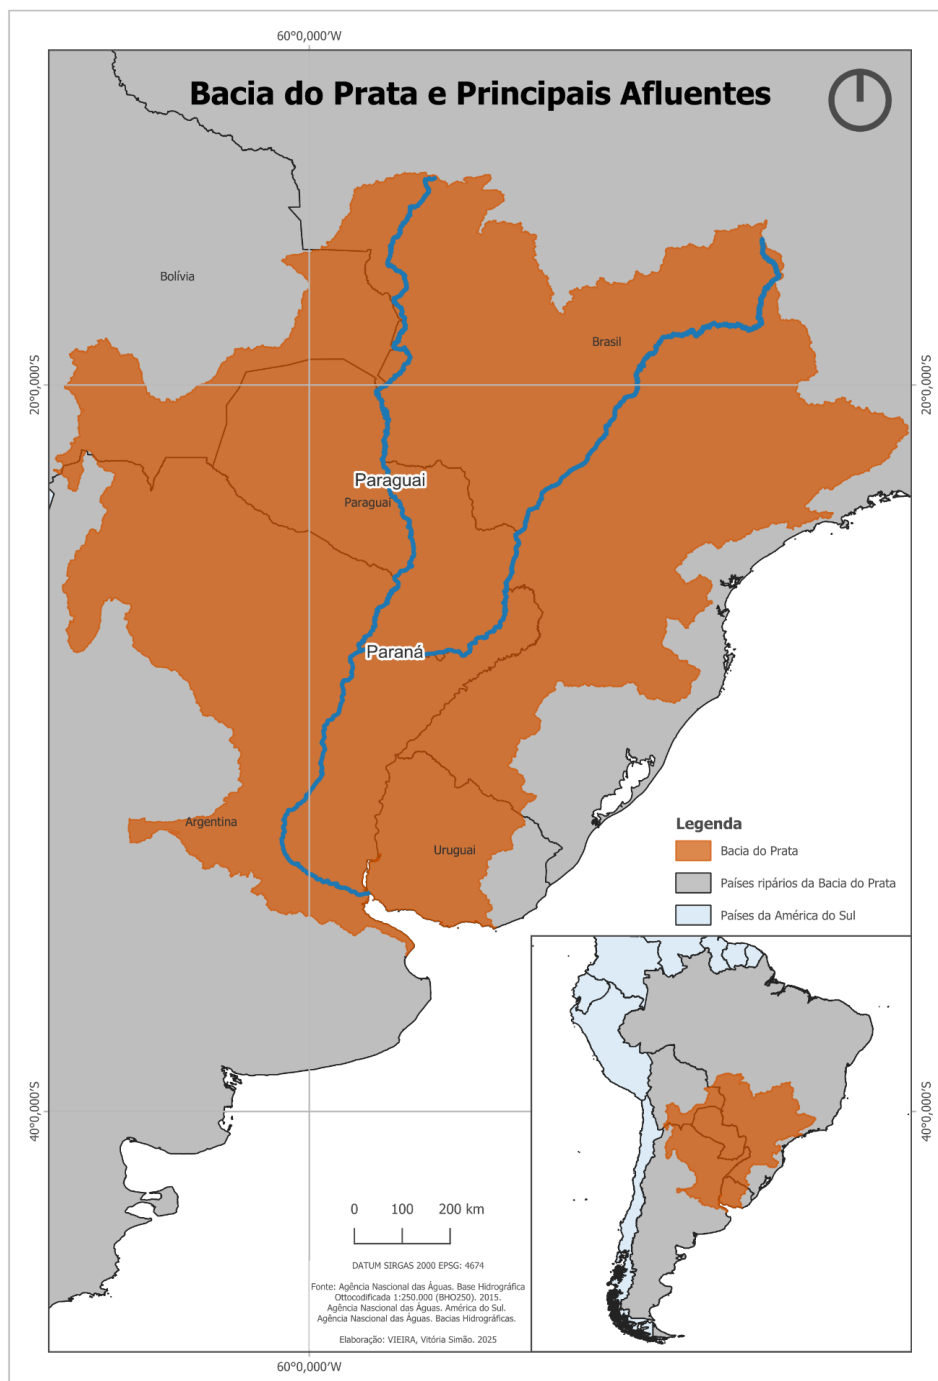 60°0,000'W
Bacia do Prata e Principais Afluentes
Bolívia
Brasil
20°0,000'S
20°0,000'S
Paraguai
Paraguai
Paraná
Argentina
Uruguai
Legenda
Bacia do Prata
Países ripários da Bacia do Prata
Países da América do Sul
40°0,000'S
40°0,000'S
0 100 200 km
DATUM SIRGAS 2000 EPSG: 4674
Fonte: Agência Nacional das Águas. Base Hidrográfica
Ottocodificada 1:250.000 (BHO250). 2015.
Agência Nacional das Águas. América do Sul.
Agência Nacional das Águas. Bacias Hidrográficas.
Elaboração: VIEIRA, Vitória Simão. 2025
60°0,000'W